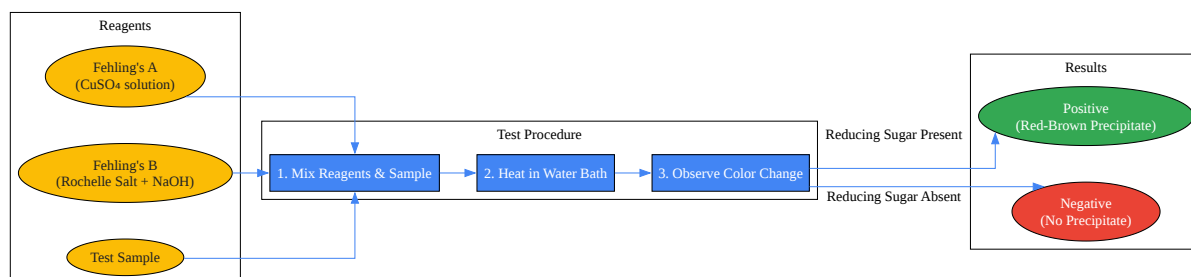 Reagents
Fehling's A
(CuSO₄ solution)
Fehling's B
(Rochelle Salt + NaOH)
Test Sample
Test Procedure
1. Mix Reagents & Sample
2. Heat in Water Bath
3. Observe Color Change
Reducing Sugar Present
Reducing Sugar Absent
Results
Positive
(Red-Brown Precipitate)
Negative
(No Precipitate)